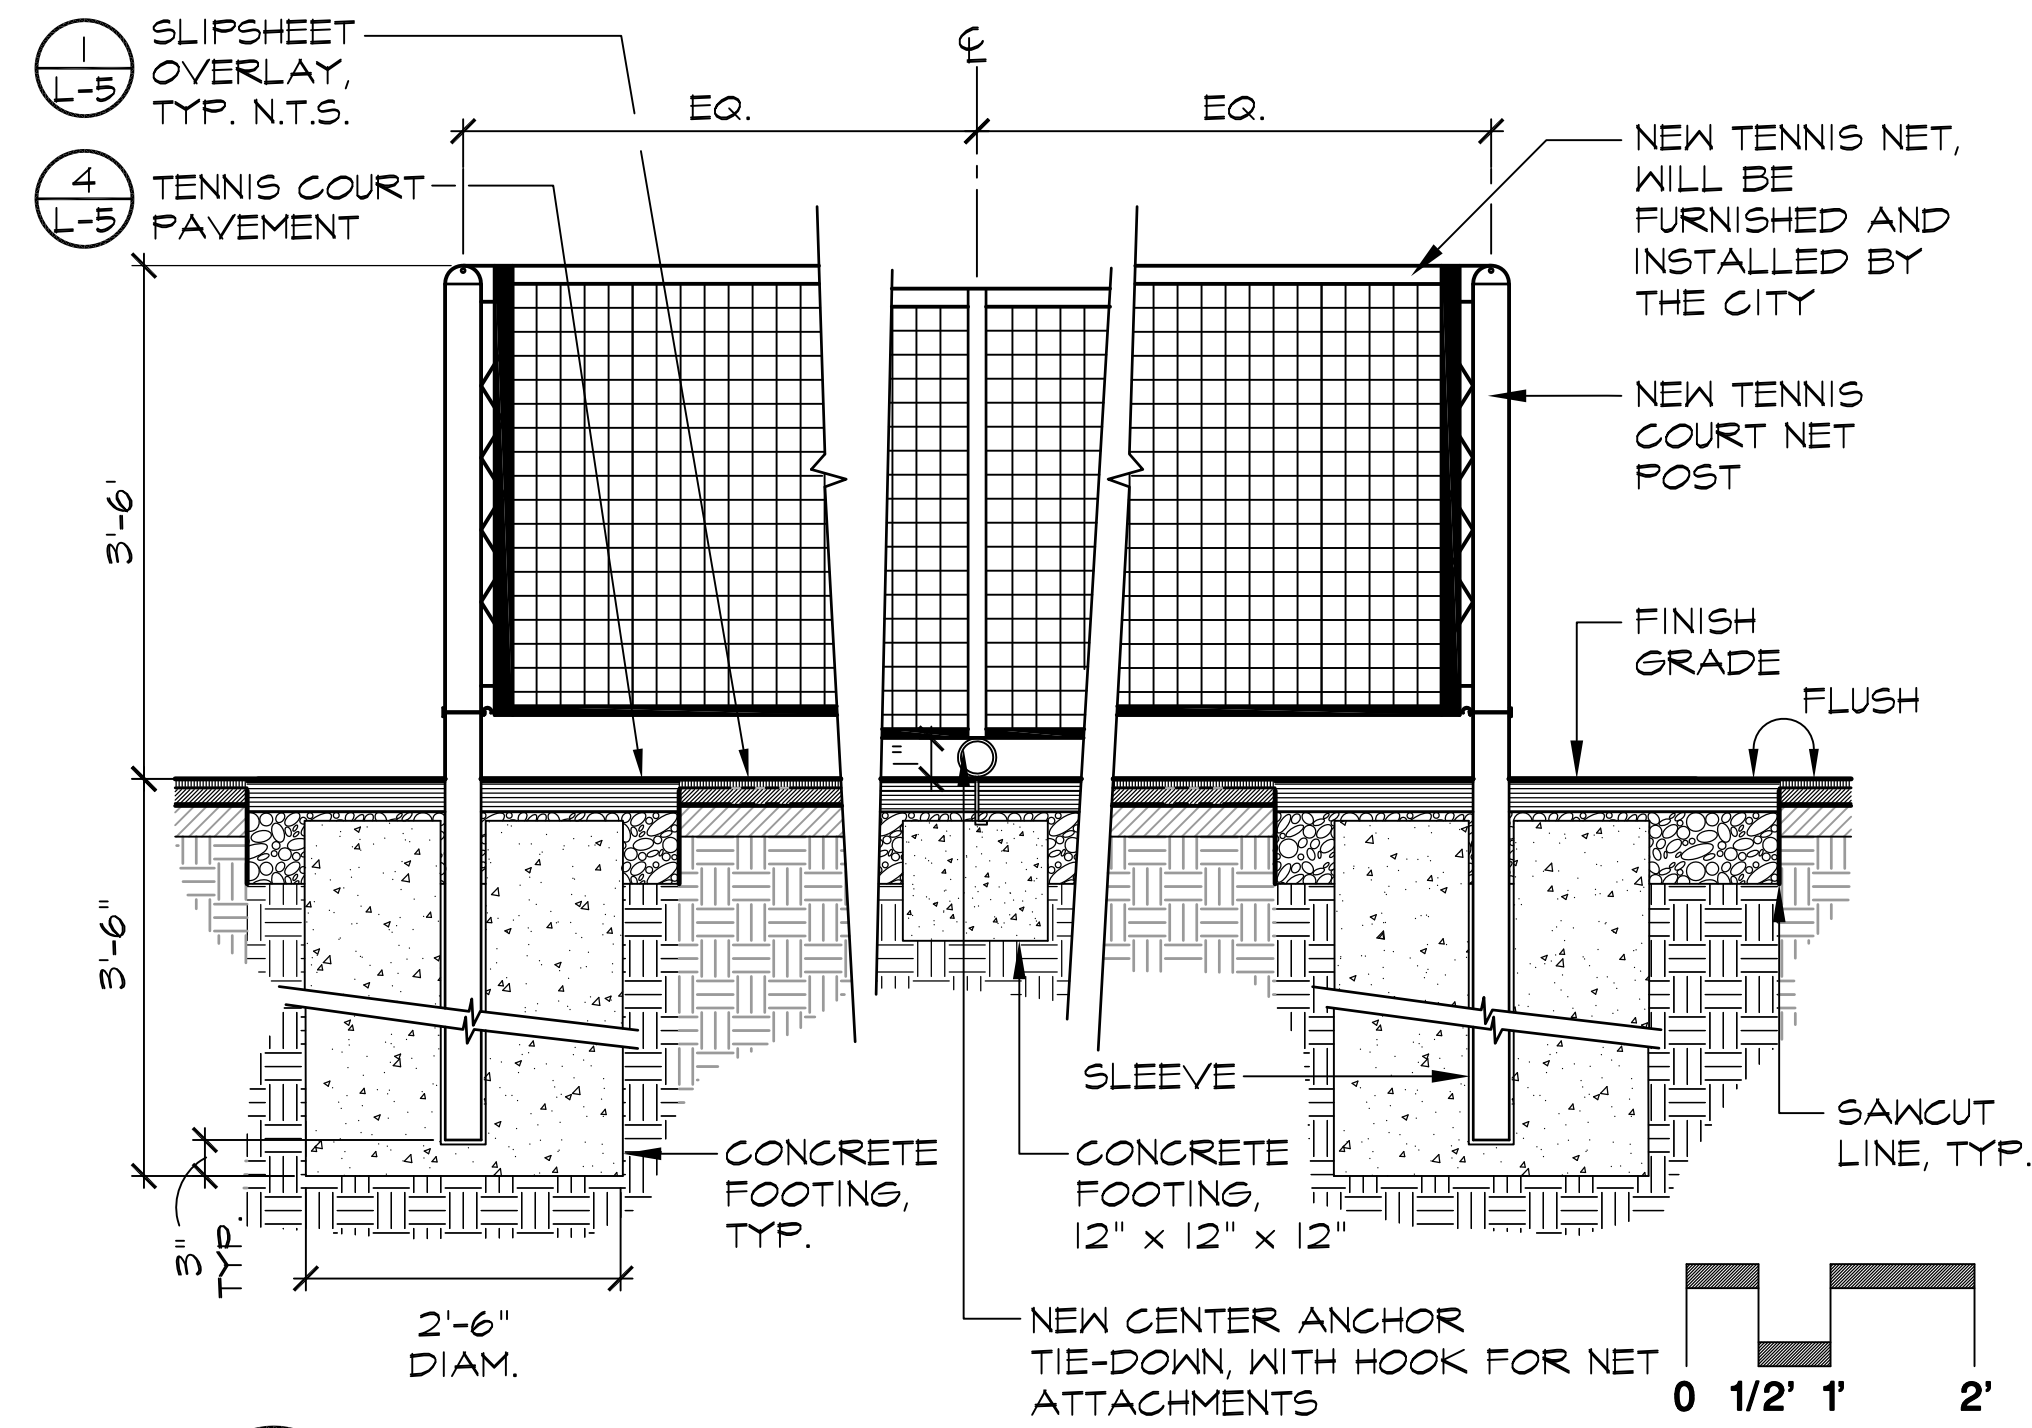 1
L-5
SLIPSHEET
OVERLAY,
TYP. N.T.S.
4
L-5
TENNIS COURT
PAVEMENT
℄
EQ.
EQ.
NEW TENNIS NET,
WILL BE
FURNISHED AND
INSTALLED BY
THE CITY
NEW TENNIS
COURT NET
POST
3'-6'
FINISH
GRADE
FLUSH
1"
3'-6"
SLEEVE
SAWCUT
LINE, TYP.
CONCRETE
FOOTING,
TYP.
CONCRETE
FOOTING,
12" x 12" x 12"
3"
TYP.
2'-6"
DIAM.
NEW CENTER ANCHOR
TIE-DOWN, WITH HOOK FOR NET
ATTACHMENTS
0 1/2' 1' 2'